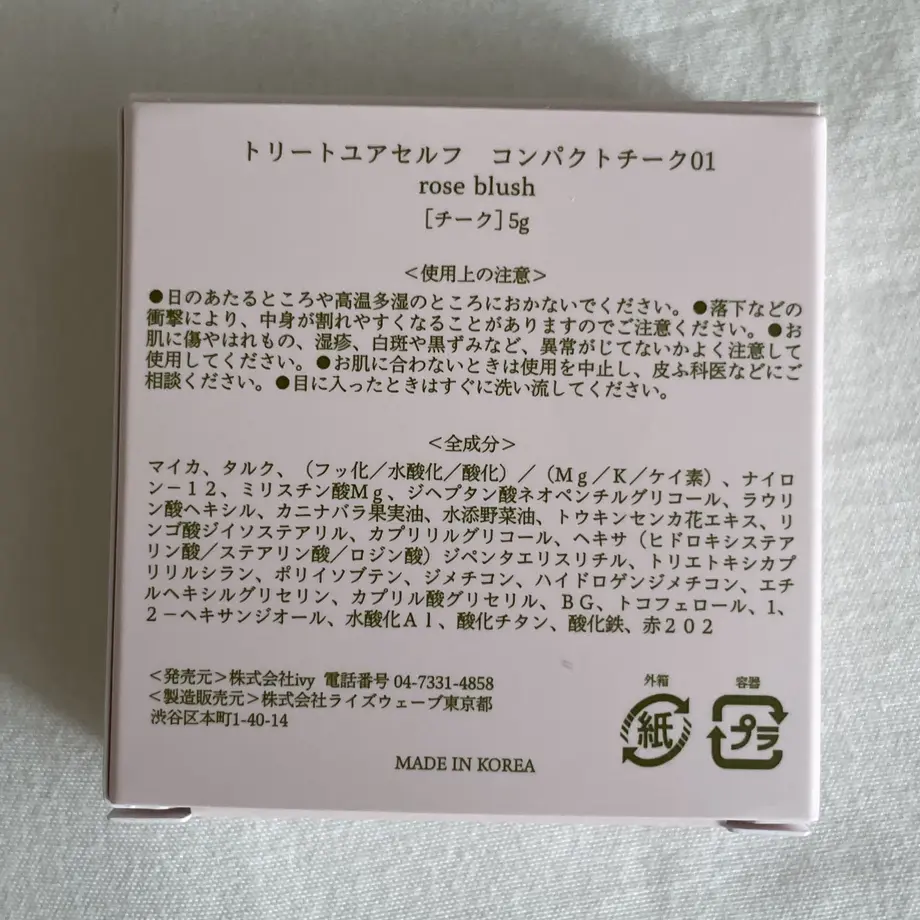 トリートユアセルフ　コンパクトチーク01
rose blush
［チーク］5g
＜使用上の注意＞
●日のあたるところや高温多湿のところにおかないでください。●落下などの
衝撃により、中身が割れやすくなることがありますのでご注意ください。●お
肌に傷やはれもの、湿疹、白斑や黒ずみなど、異常がじてないかよく注意して
使用してください。●お肌に合わないときは使用を中止し、皮ふ科医などにご
相談ください。●目に入ったときはすぐに洗い流してください。
＜全成分＞
マイカ、タルク、（フッ化／水酸化／酸化）／（Ｍｇ／Ｋ／ケイ素）、ナイロ
ン－１２、ミリスチン酸Ｍｇ、ジヘプタン酸ネオペンチルグリコール、ラウリ
ン酸ヘキシル、カニナバラ果実油、水添野菜油、トウキンセンカ花エキス、リ
ンゴ酸ジイソステアリル、カプリリルグリコール、ヘキサ（ヒドロキシステア
リン酸／ステアリン酸／ロジン酸）ジペンタエリスリチル、トリエトキシカプ
リリルシラン、ポリイソブテン、ジメチコン、ハイドロゲンジメチコン、エチ
ルヘキシルグリセリン、カプリル酸グリセリル、ＢＧ、トコフェロール、１，
２－ヘキサンジオール、水酸化Ａｌ、酸化チタン、酸化鉄、赤２０２
＜発売元＞株式会社ivy 電話番号 04-7331-4858
＜製造販売元＞株式会社ライズウェーブ東京都
渋谷区本町1-40-14
外箱
紙
容器
プラ
MADE IN KOREA